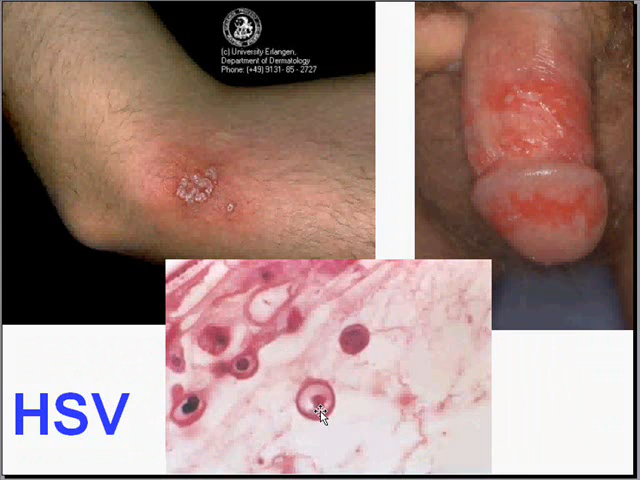 (c) University Erlangen,
Department of Dermatology
Phone: (+49) 9131- 85 - 2727
HSV